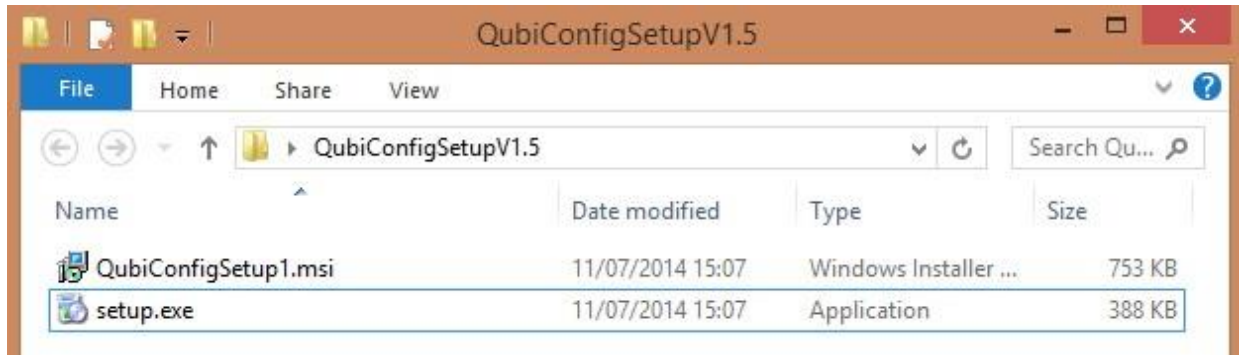 QubiConfigSetupV1.5
File Home Share View
QubiConfigSetupV1.5 Search Qu...
Name Date modified Type Size
QubiConfigSetup1.msi 11/07/2014 15:07 Windows Installer ... 753 KB
setup.exe 11/07/2014 15:07 Application 388 KB